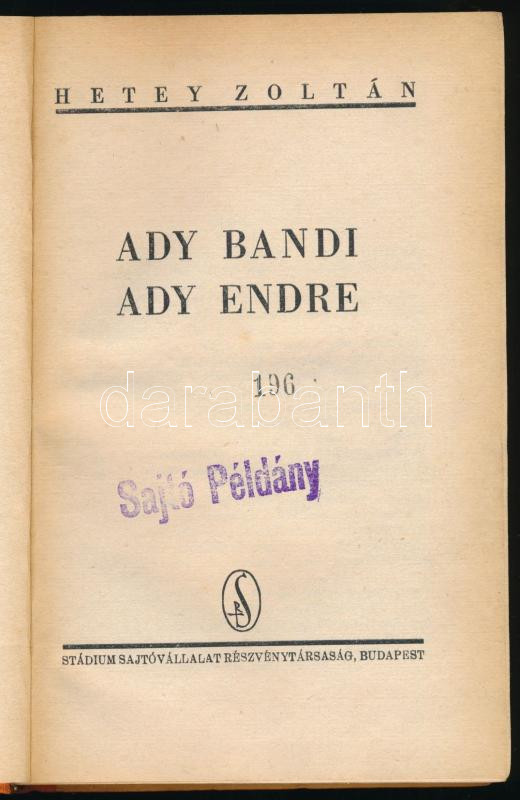 HETEY ZOLTÁN
ADY BANDI
ADY ENDRE
196
darabanth
Sajtó Példány
S
STÁDIUM SAJTÓVÁLLALAT RÉSZVÉNYTÁRSASÁG, BUDAPEST